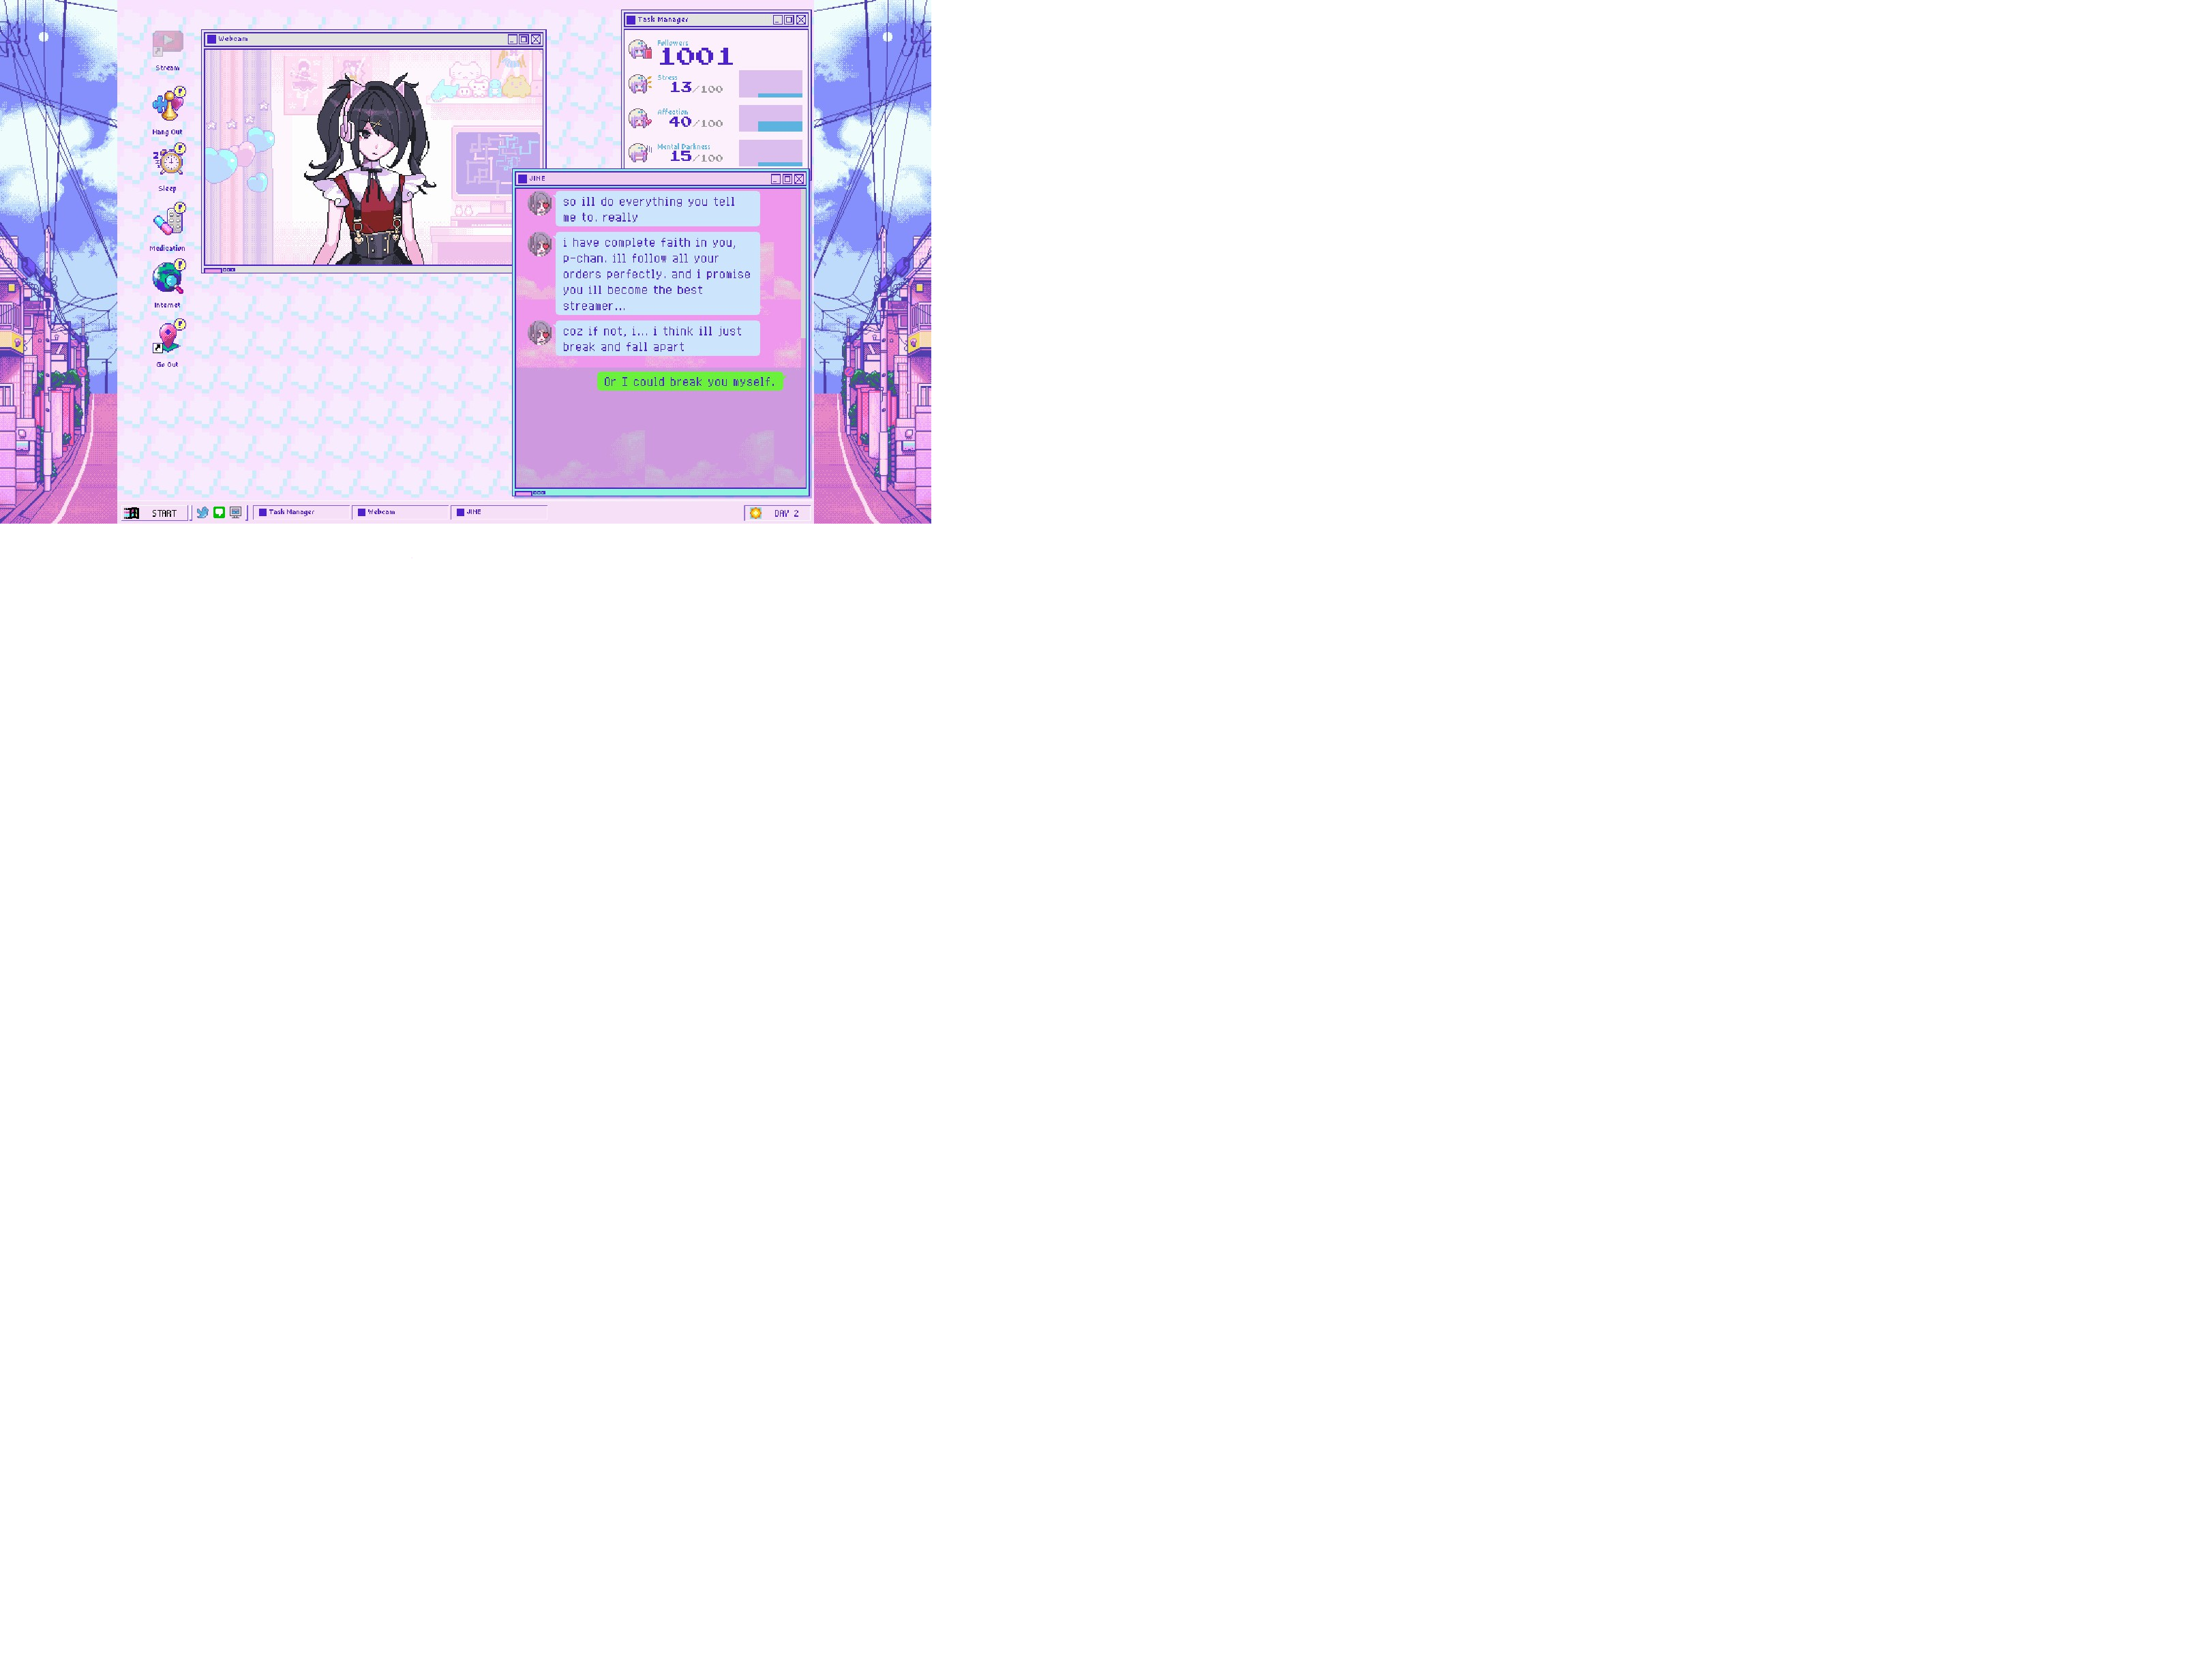 Stream
Hang Out
Sleep
Medication
Internet
Go Out
Webcam
Task Manager
Followers
1001
Stress
13/100
Affection
40/100
Mental Darkness
15/100
JINE
so ill do everything you tell
me to. really
i have complete faith in you,
p-chan. ill follow all your
orders perfectly. and i promise
you ill become the best
streamer...
coz if not, i... i think ill just
break and fall apart
Or I could break you myself.
START
Task Manager
Webcam
JINE
DAY 2